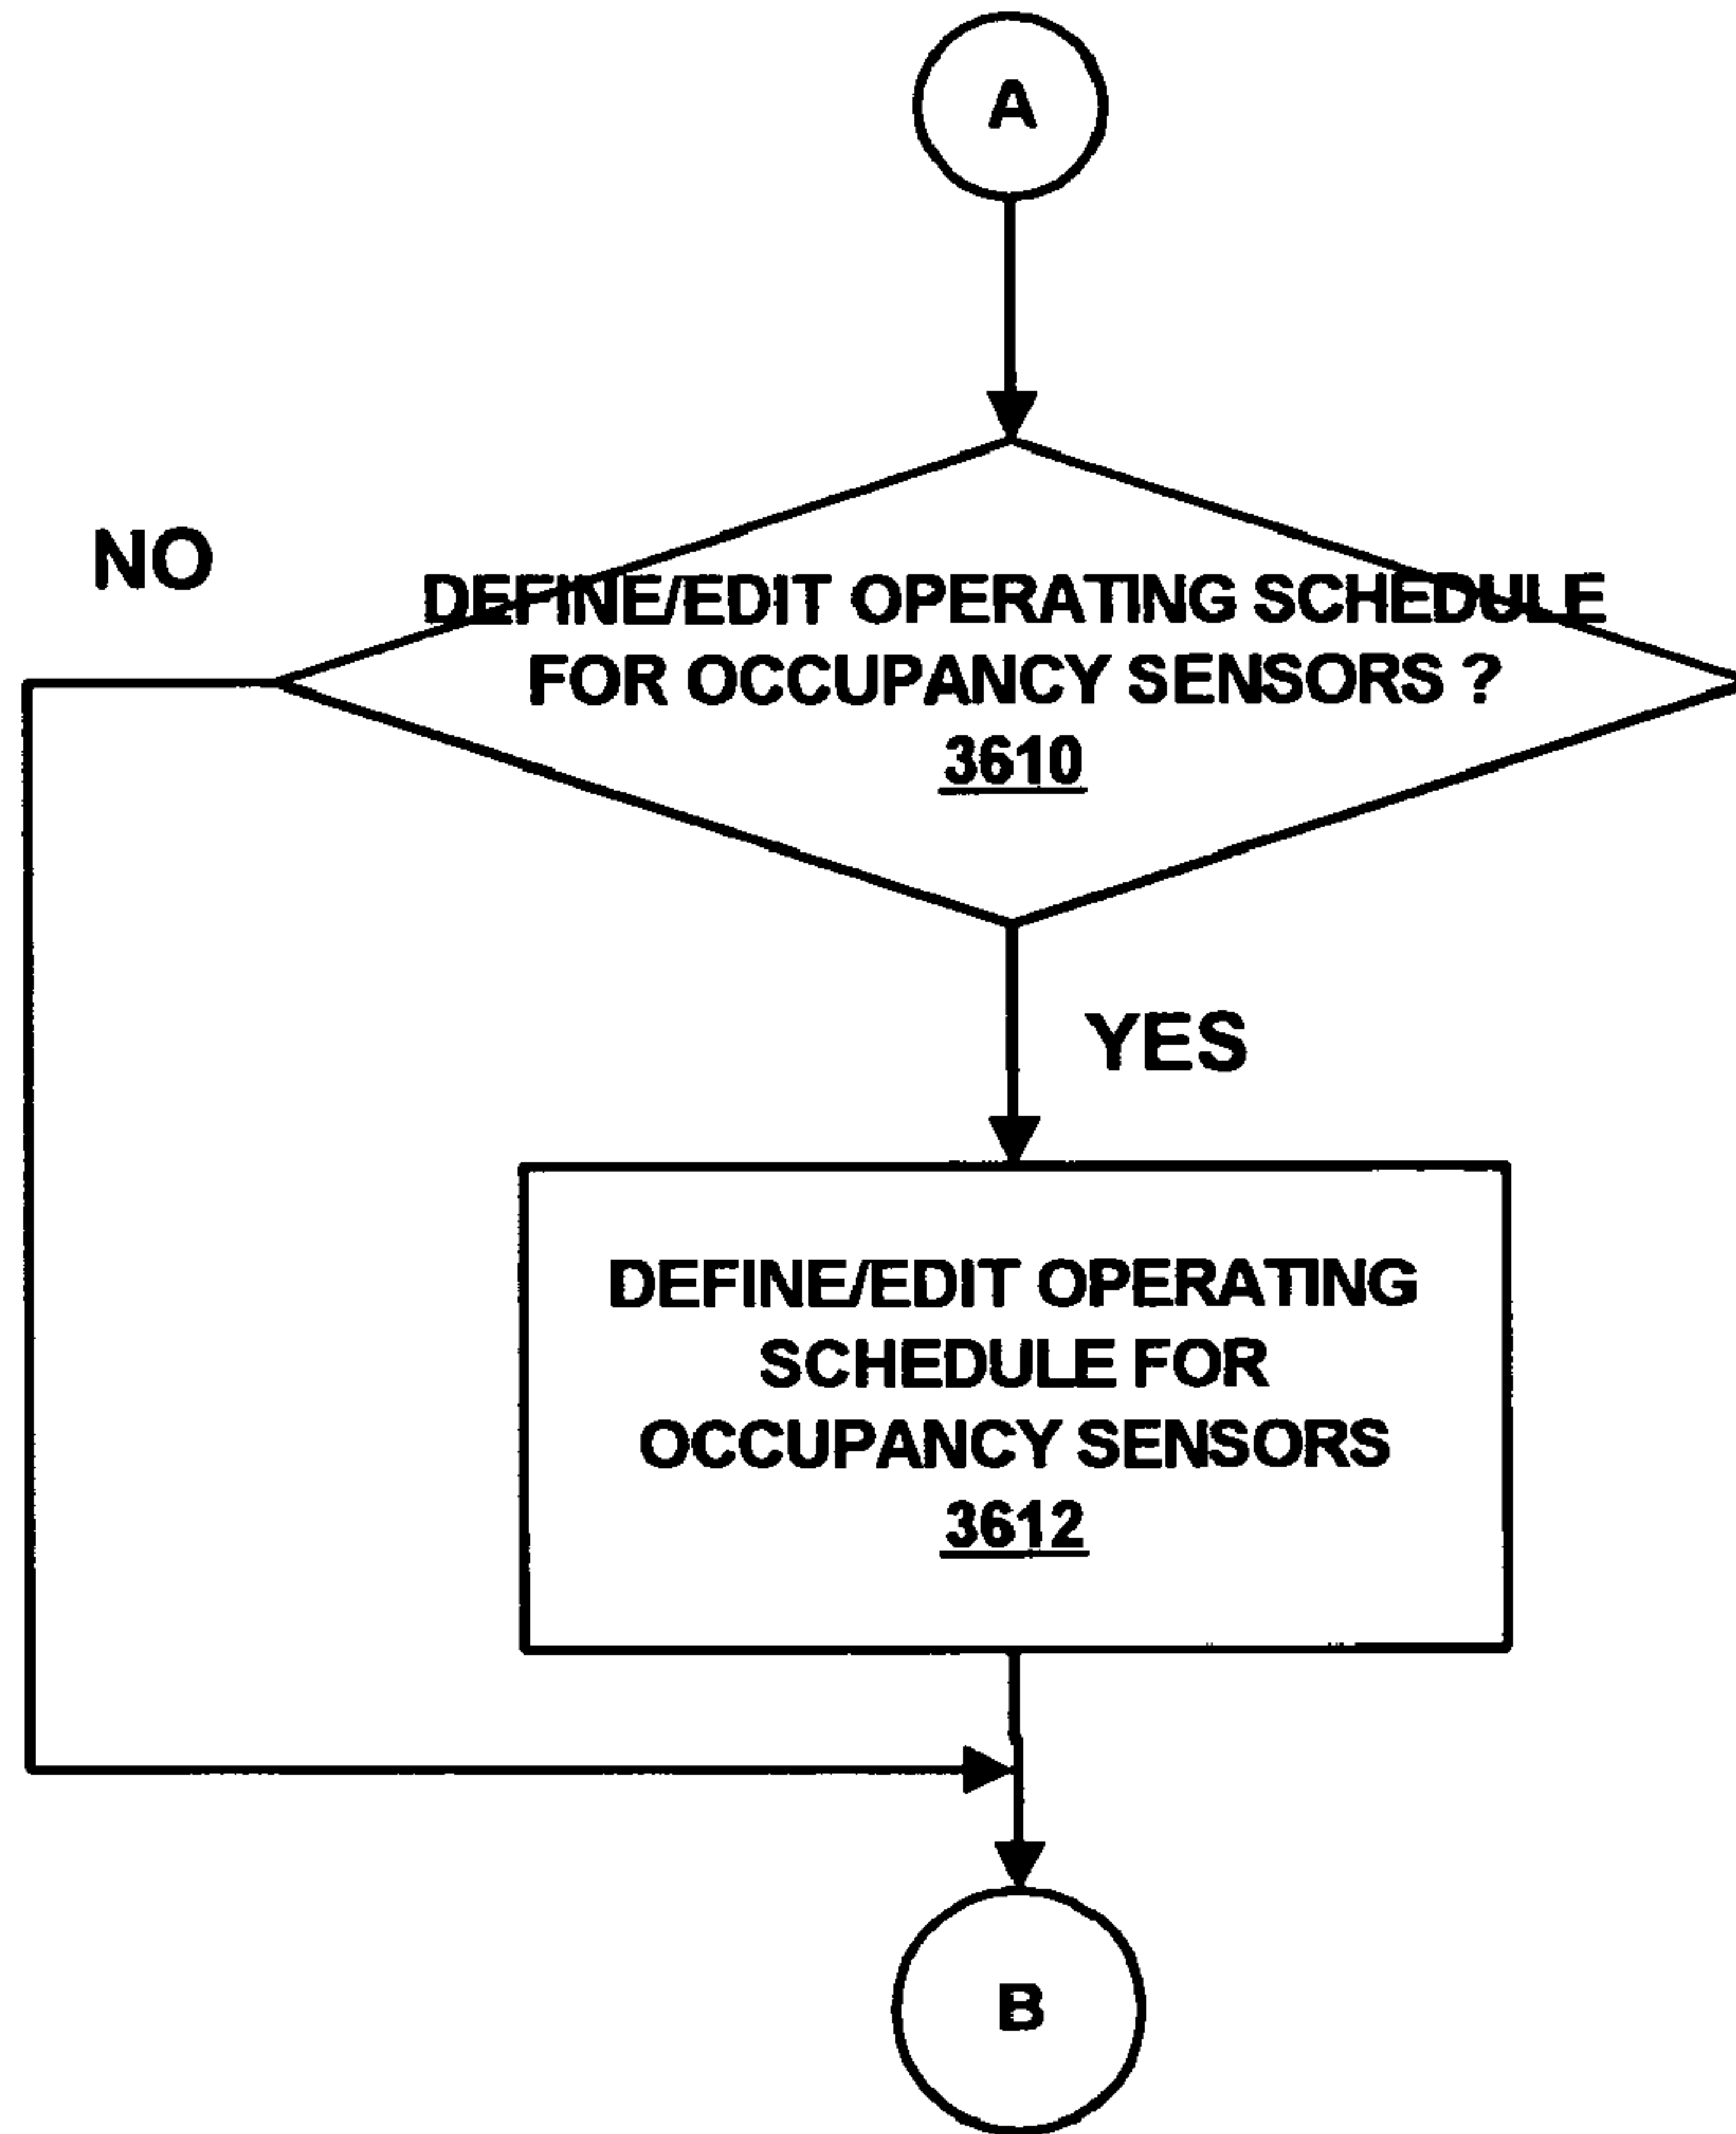 A
NO
DEFINE/EDIT OPERATING SCHEDULE
FOR OCCUPANCY SENSORS ?
3610
YES
DEFINE/EDIT OPERATING
SCHEDULE FOR
OCCUPANCY SENSORS
3612
B